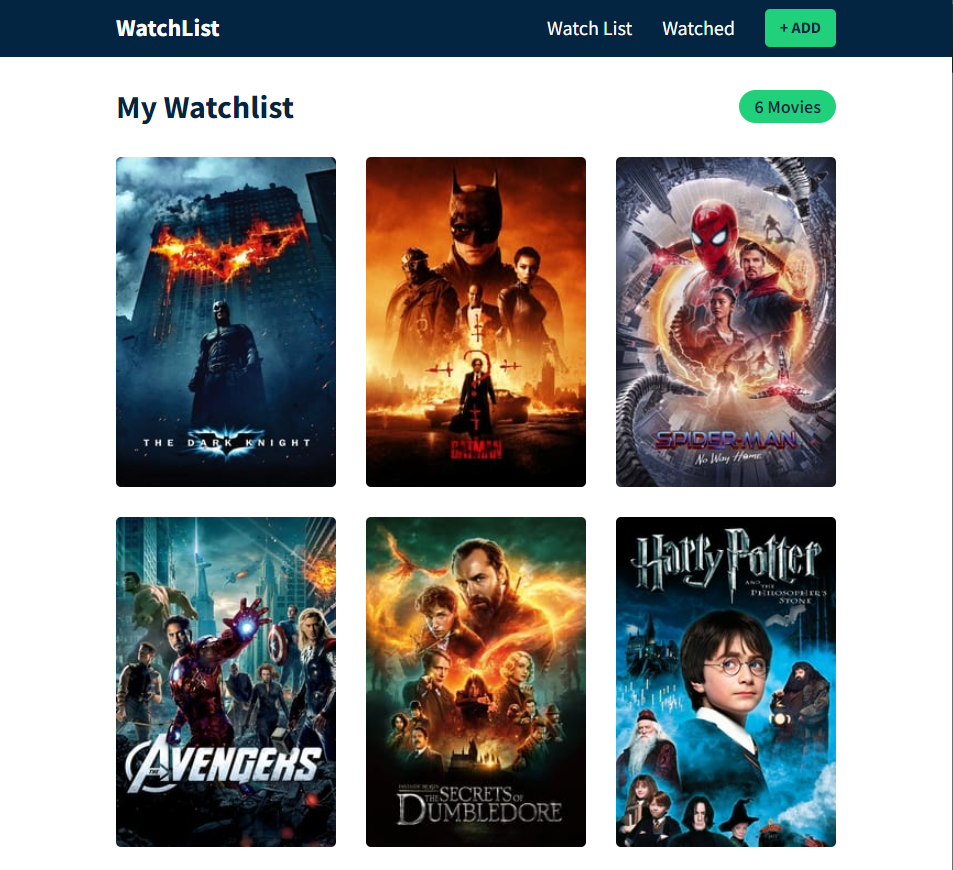 WatchList
Watch List
Watched
+ ADD
My Watchlist
6 Movies
THE DARK KNIGHT
THE
BATMAN
SPIDER-MAN
No Way Home
THE AVENGERS
FANTASTIC BEASTS
THE SECRETS OF
DUMBLEDORE
Harry Potter
AND THE
PHILOSOPHER'S
STONE